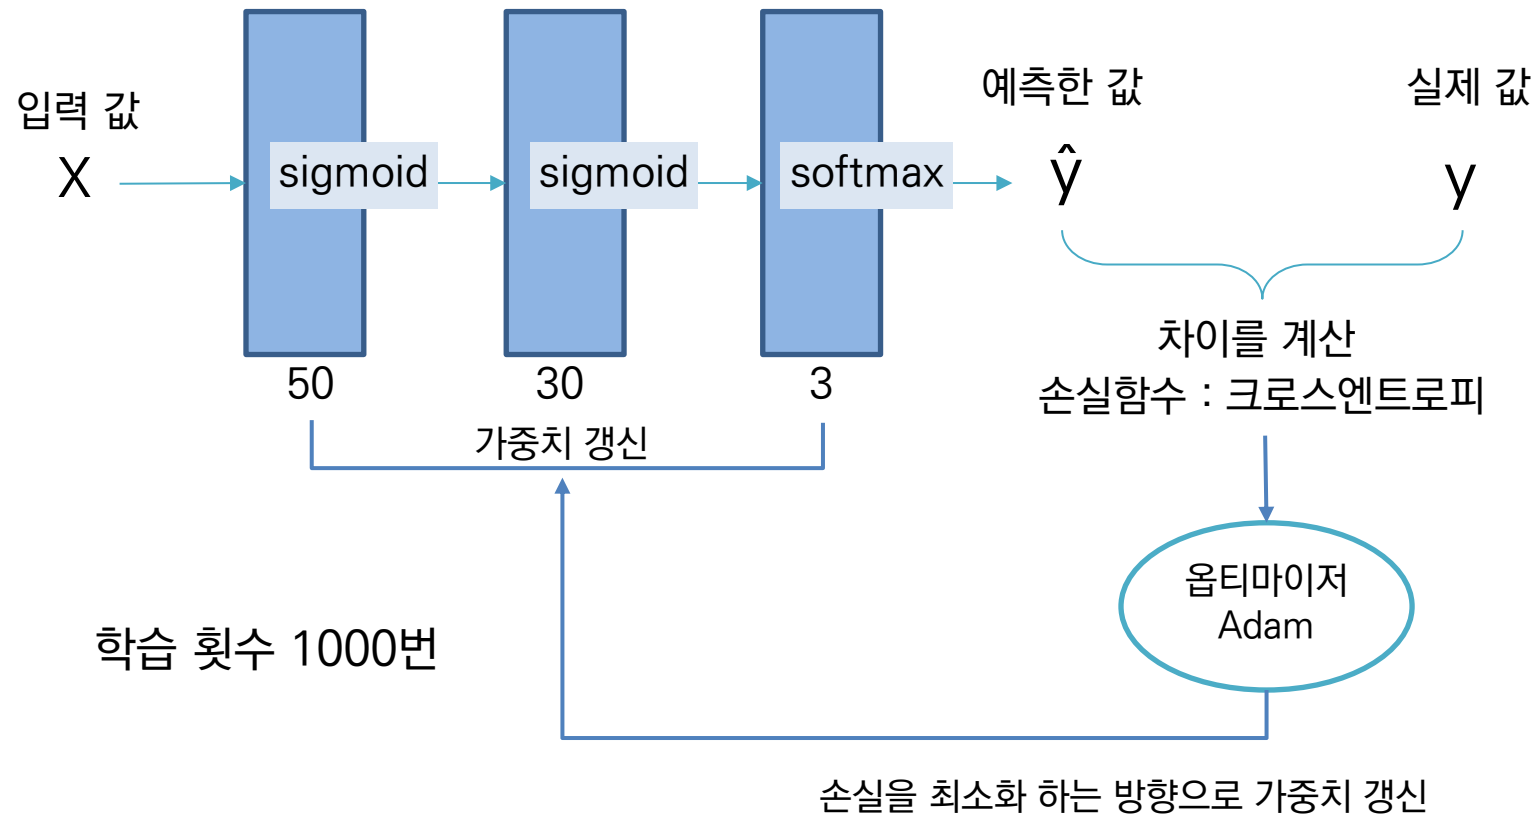 입력 값
X
sigmoid
sigmoid
softmax
예측한 값
ŷ
실제 값
y
50
30
3
가중치 갱신
차이를 계산
손실함수 : 크로스엔트로피
옵티마이저
Adam
학습 횟수 1000번
손실을 최소화 하는 방향으로 가중치 갱신